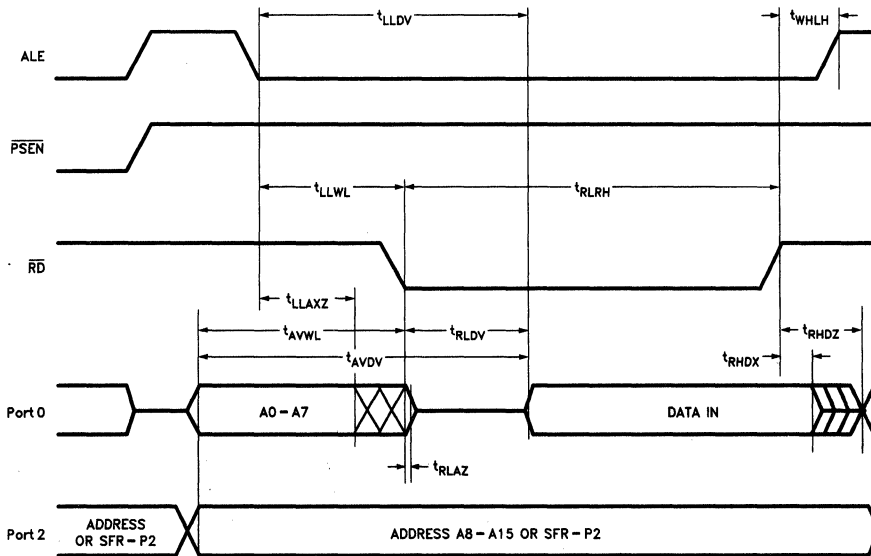 tLLDV
tWHLH
ALE
PSEN
tLLWL
tRLRH
RD
tLLAXZ
tAVWL
tRLDV
tRHDZ
tAVDV
tRHDX
Port 0
A0–A7
DATA IN
tRLAZ
Port 2
ADDRESS
OR SFR–P2
ADDRESS A8–A15 OR SFR–P2